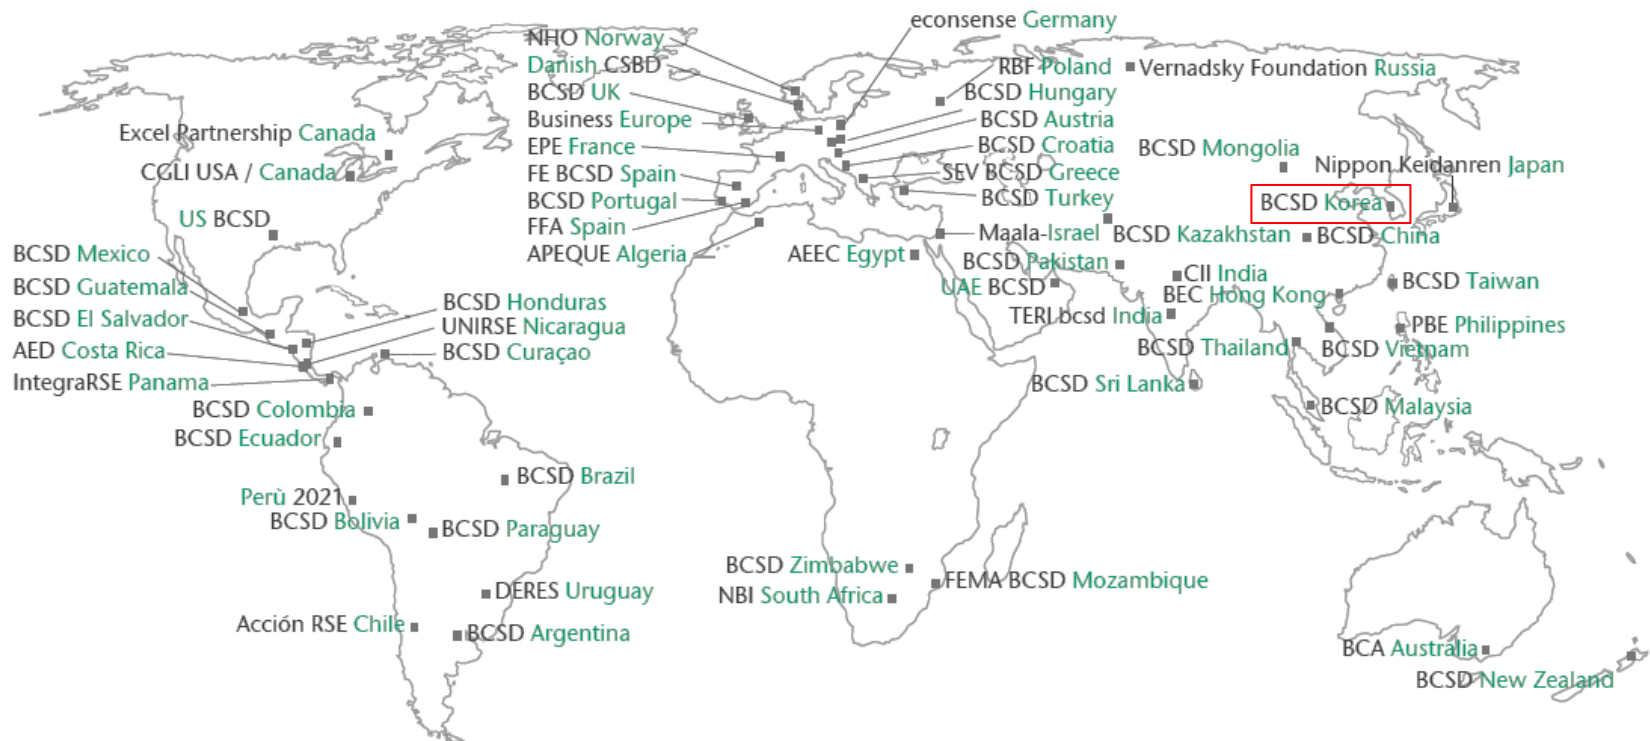 econsense Germany
NHO Norway
Danish CSBD
RBF Poland
Vernadsky Foundation Russia
BCSD UK
BCSD Hungary
Business Europe
BCSD Austria
Excel Partnership Canada
EPE France
BCSD Croatia
BCSD Mongolia
Nippon Keidanren Japan
CGLI USA / Canada
FE BCSD Spain
SEV BCSD Greece
BCSD Portugal
BCSD Turkey
BCSD Korea
US BCSD
FFA Spain
Maala-Israel
BCSD Kazakhstan
BCSD China
BCSD Mexico
APEQUE Algeria
AEEC Egypt
BCSD Pakistan
CII India
BCSD Taiwan
BCSD Guatemala
UAE BCSD
BEC Hong Kong
BCSD Honduras
BCSD El Salvador
UNIRSE Nicaragua
TERI bcsd India
PBE Philippines
AED Costa Rica
BCSD Curaçao
BCSD Thailand
BCSD Vietnam
IntegraRSE Panama
BCSD Sri Lanka
BCSD Colombia
BCSD Malaysia
BCSD Ecuador
BCSD Brazil
Perù 2021
BCSD Bolivia
BCSD Paraguay
BCSD Zimbabwe
FEMA BCSD Mozambique
DERES Uruguay
NBI South Africa
Acción RSE Chile
BCSD Argentina
BCA Australia
BCSD New Zealand